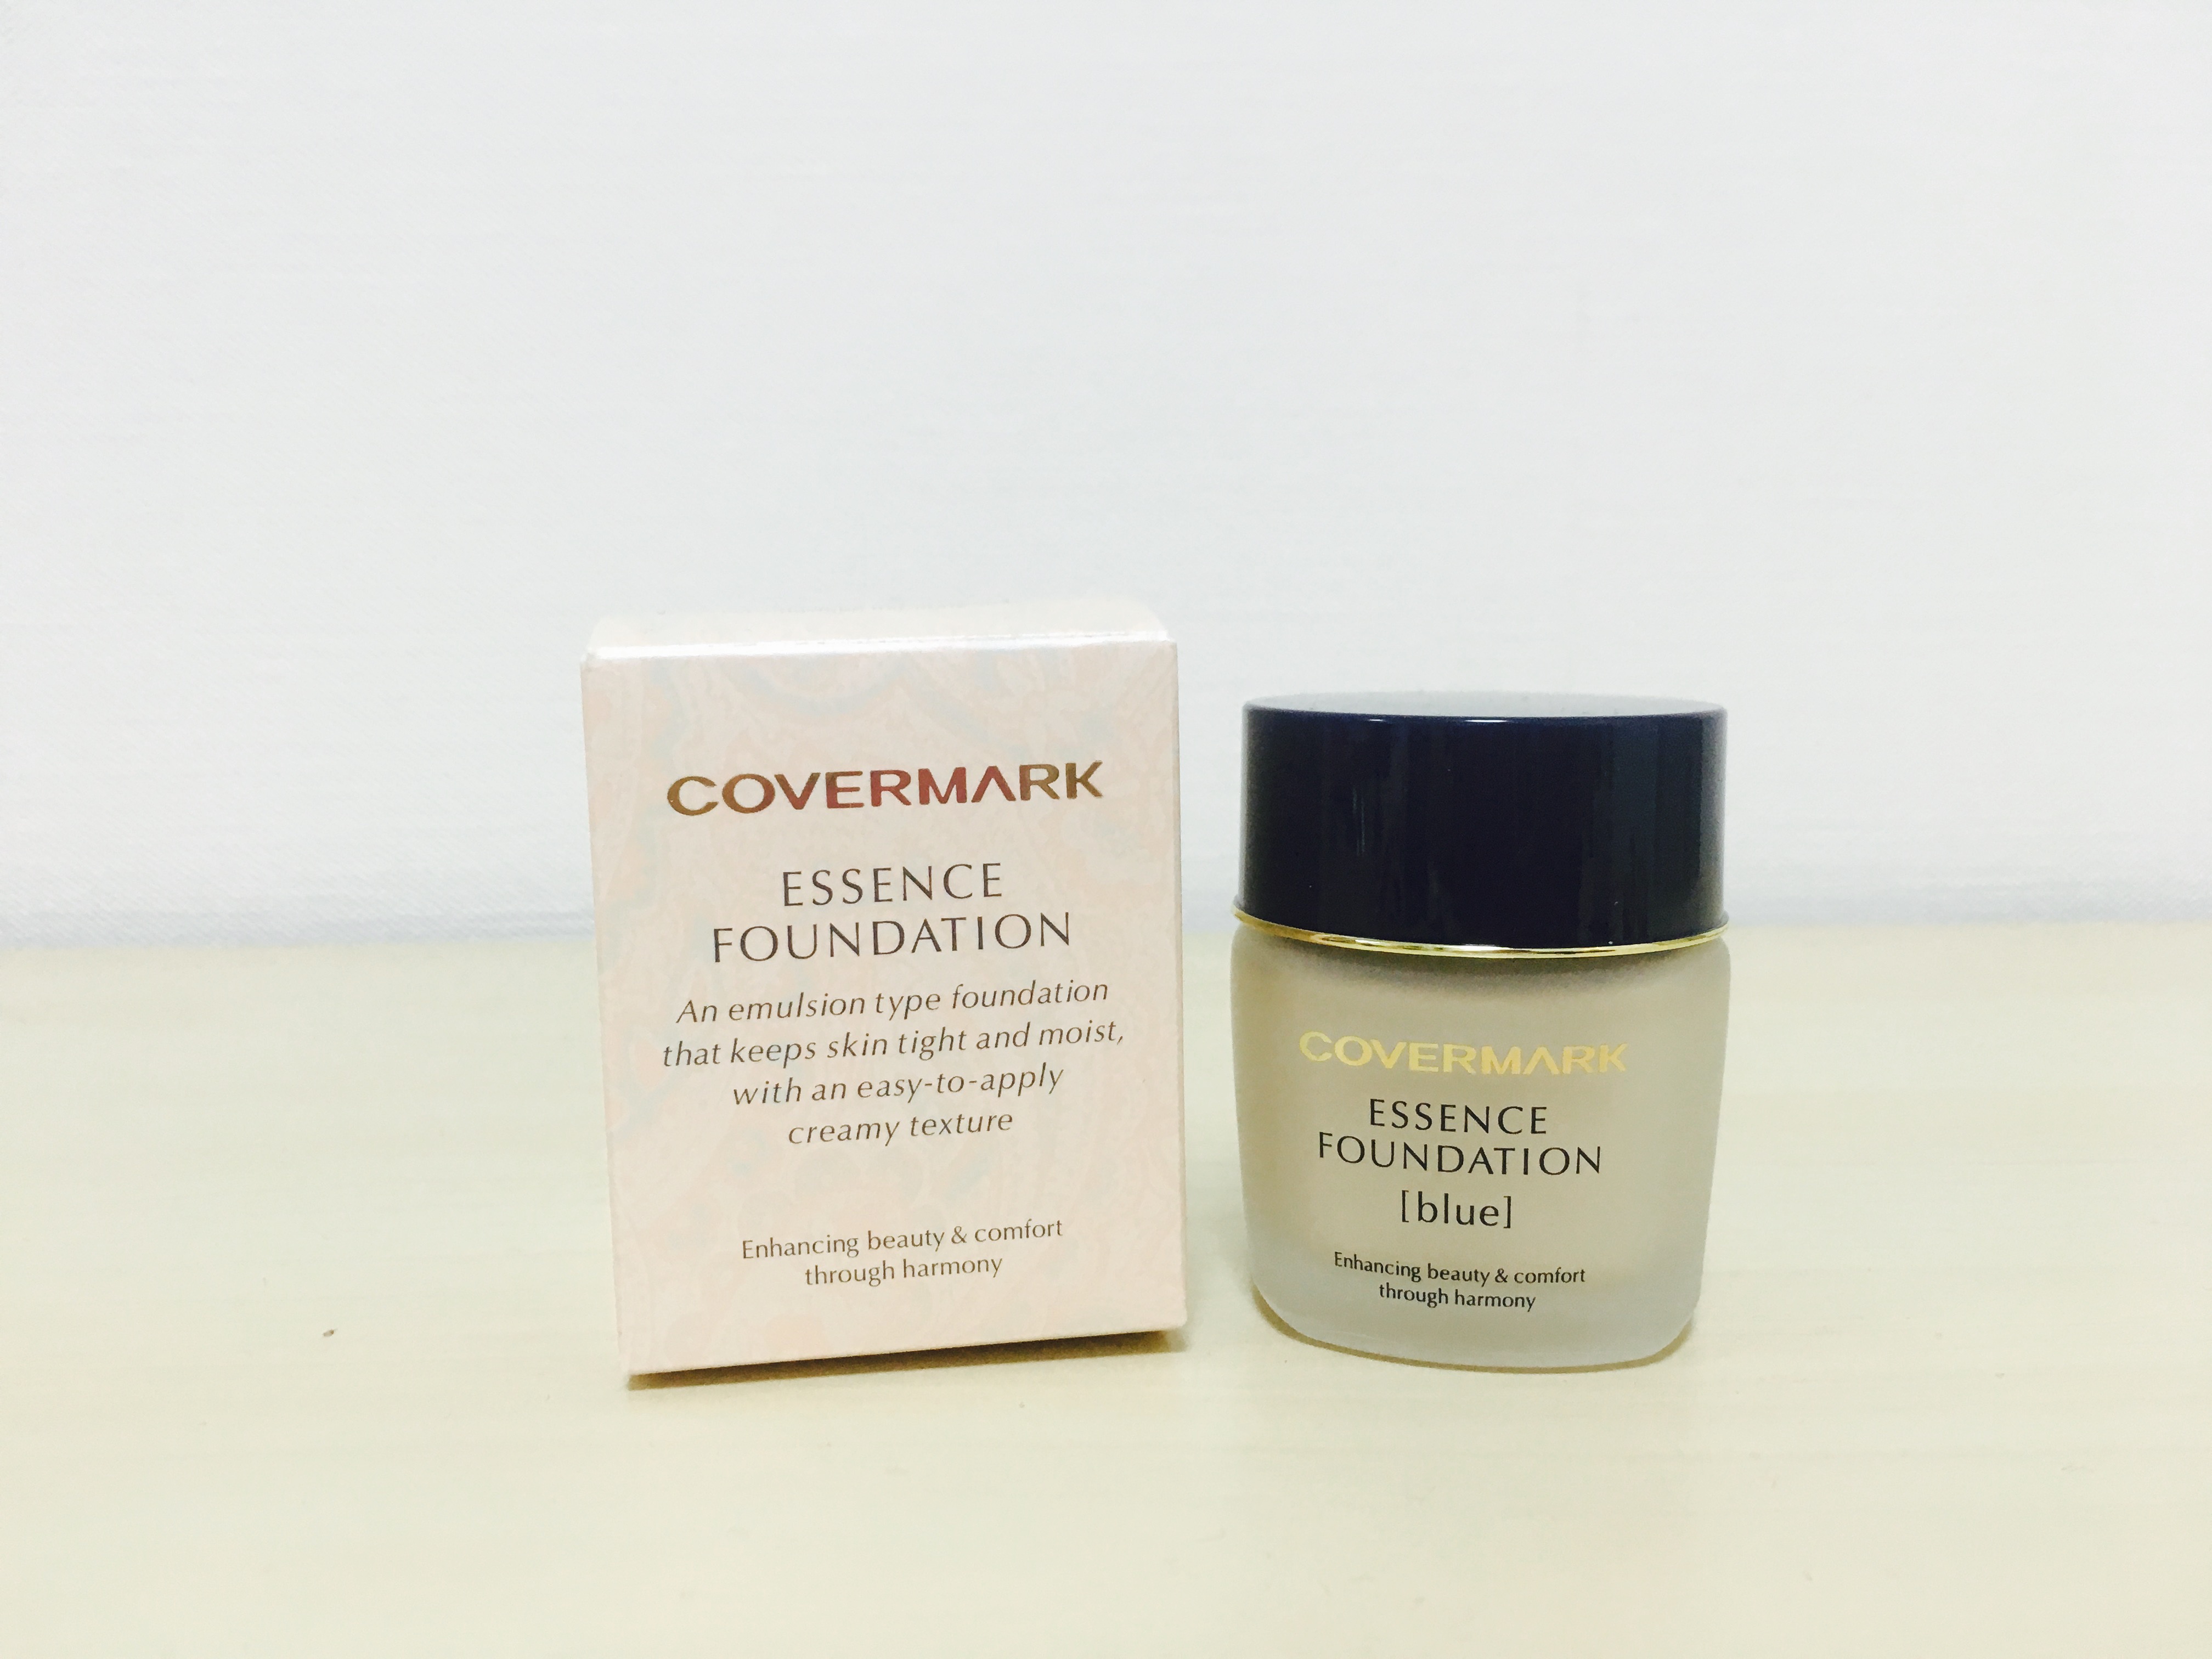 COVERMARK
ESSENCE
FOUNDATION
An emulsion type foundation
that keeps skin tight and moist,
with an easy-to-apply
creamy texture
Enhancing beauty & comfort
through harmony
COVERMARK
ESSENCE
FOUNDATION
[blue]
Enhancing beauty & comfort
through harmony